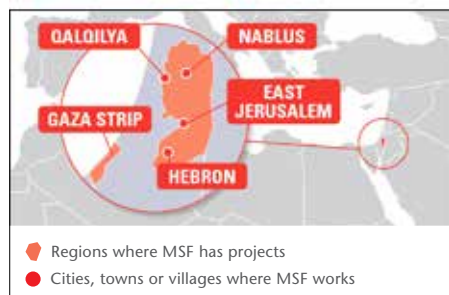 QALQILYA
NABLUS
EAST
JERUSALEM
GAZA STRIP
HEBRON
Regions where MSF has projects
Cities, towns or villages where MSF works